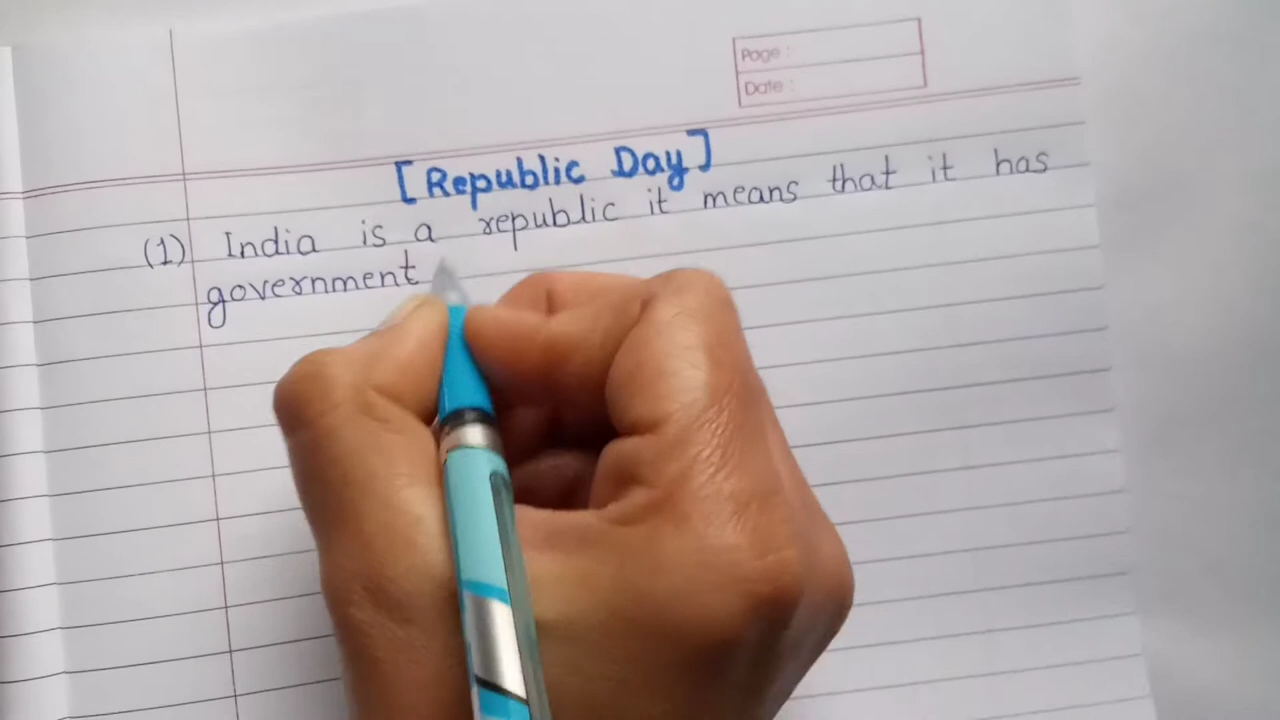 Page :
Date :
[Republic Day]
(1) India is a republic it means that it has
government